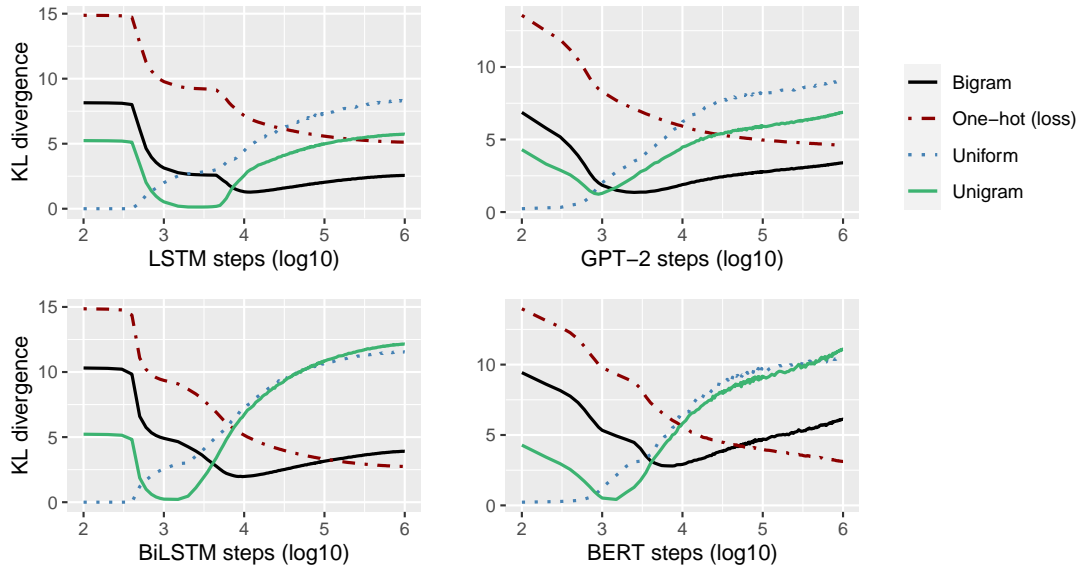 KL divergence
15
10
5
0
2 3 4 5 6
LSTM steps (log10)
10
5
0
2 3 4 5 6
GPT−2 steps (log10)
Bigram
One−hot (loss)
Uniform
Unigram
KL divergence
15
10
5
0
2 3 4 5 6
BiLSTM steps (log10)
10
5
0
2 3 4 5 6
BERT steps (log10)